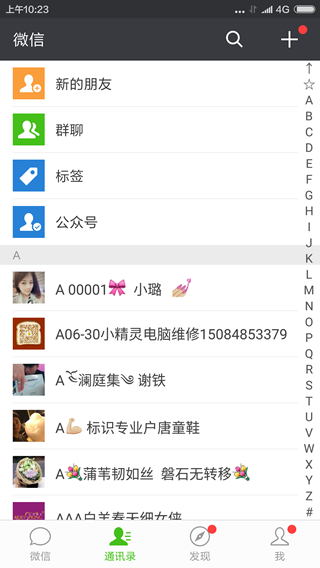 上午10:23 ... 4G
微信
新的朋友
群聊
标签
公众号
A
A 00001🎀 小璐 💅
A06-30小精灵电脑维修15084853379
A 澜庭集 谢铁
A💪标识专业户唐童鞋
A💐蒲苇韧如丝 磐石无转移💐
AAA白羊春天细女侠
↑
☆
A
B
C
D
E
F
G
H
I
J
K
L
M
N
O
P
Q
R
S
T
U
V
W
X
Y
Z
#
微信 通讯录 发现 我